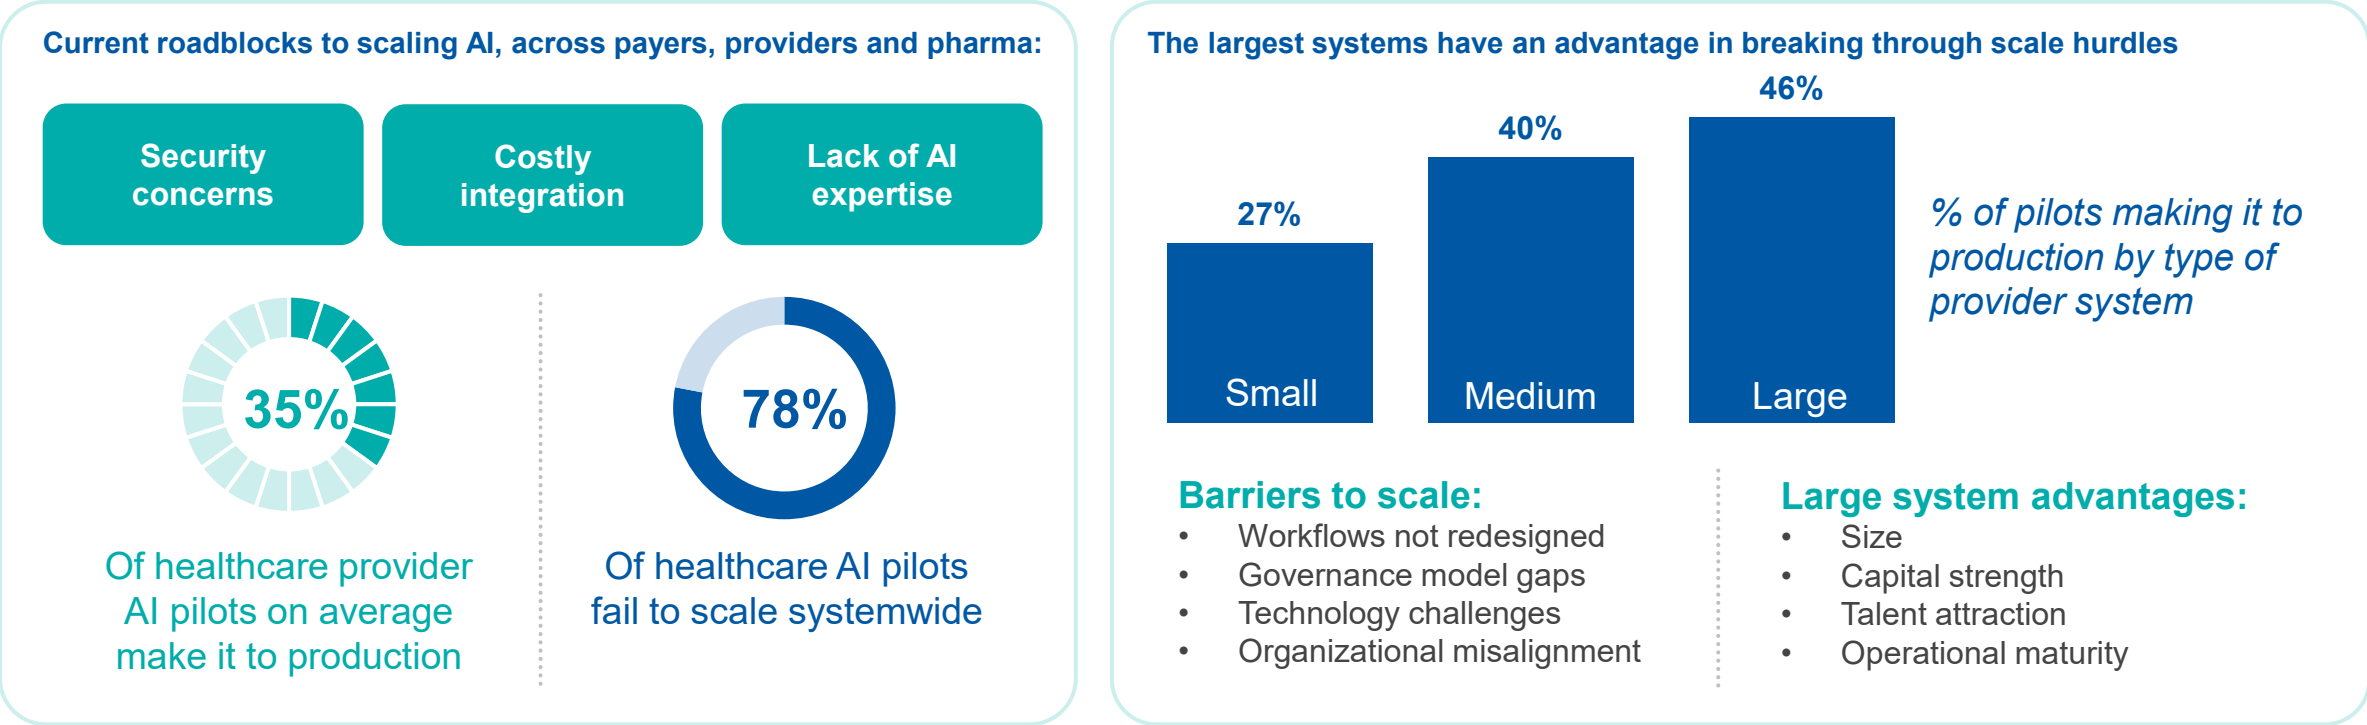 Current roadblocks to scaling AI, across payers, providers and pharma:
Security
concerns
Costly
integration
Lack of AI
expertise
35%
Of healthcare provider
AI pilots on average
make it to production
78%
Of healthcare AI pilots
fail to scale systemwide
The largest systems have an advantage in breaking through scale hurdles
27%
Small
40%
Medium
46%
Large
% of pilots making it to
production by type of
provider system
Barriers to scale:
• Workflows not redesigned
• Governance model gaps
• Technology challenges
• Organizational misalignment
Large system advantages:
• Size
• Capital strength
• Talent attraction
• Operational maturity